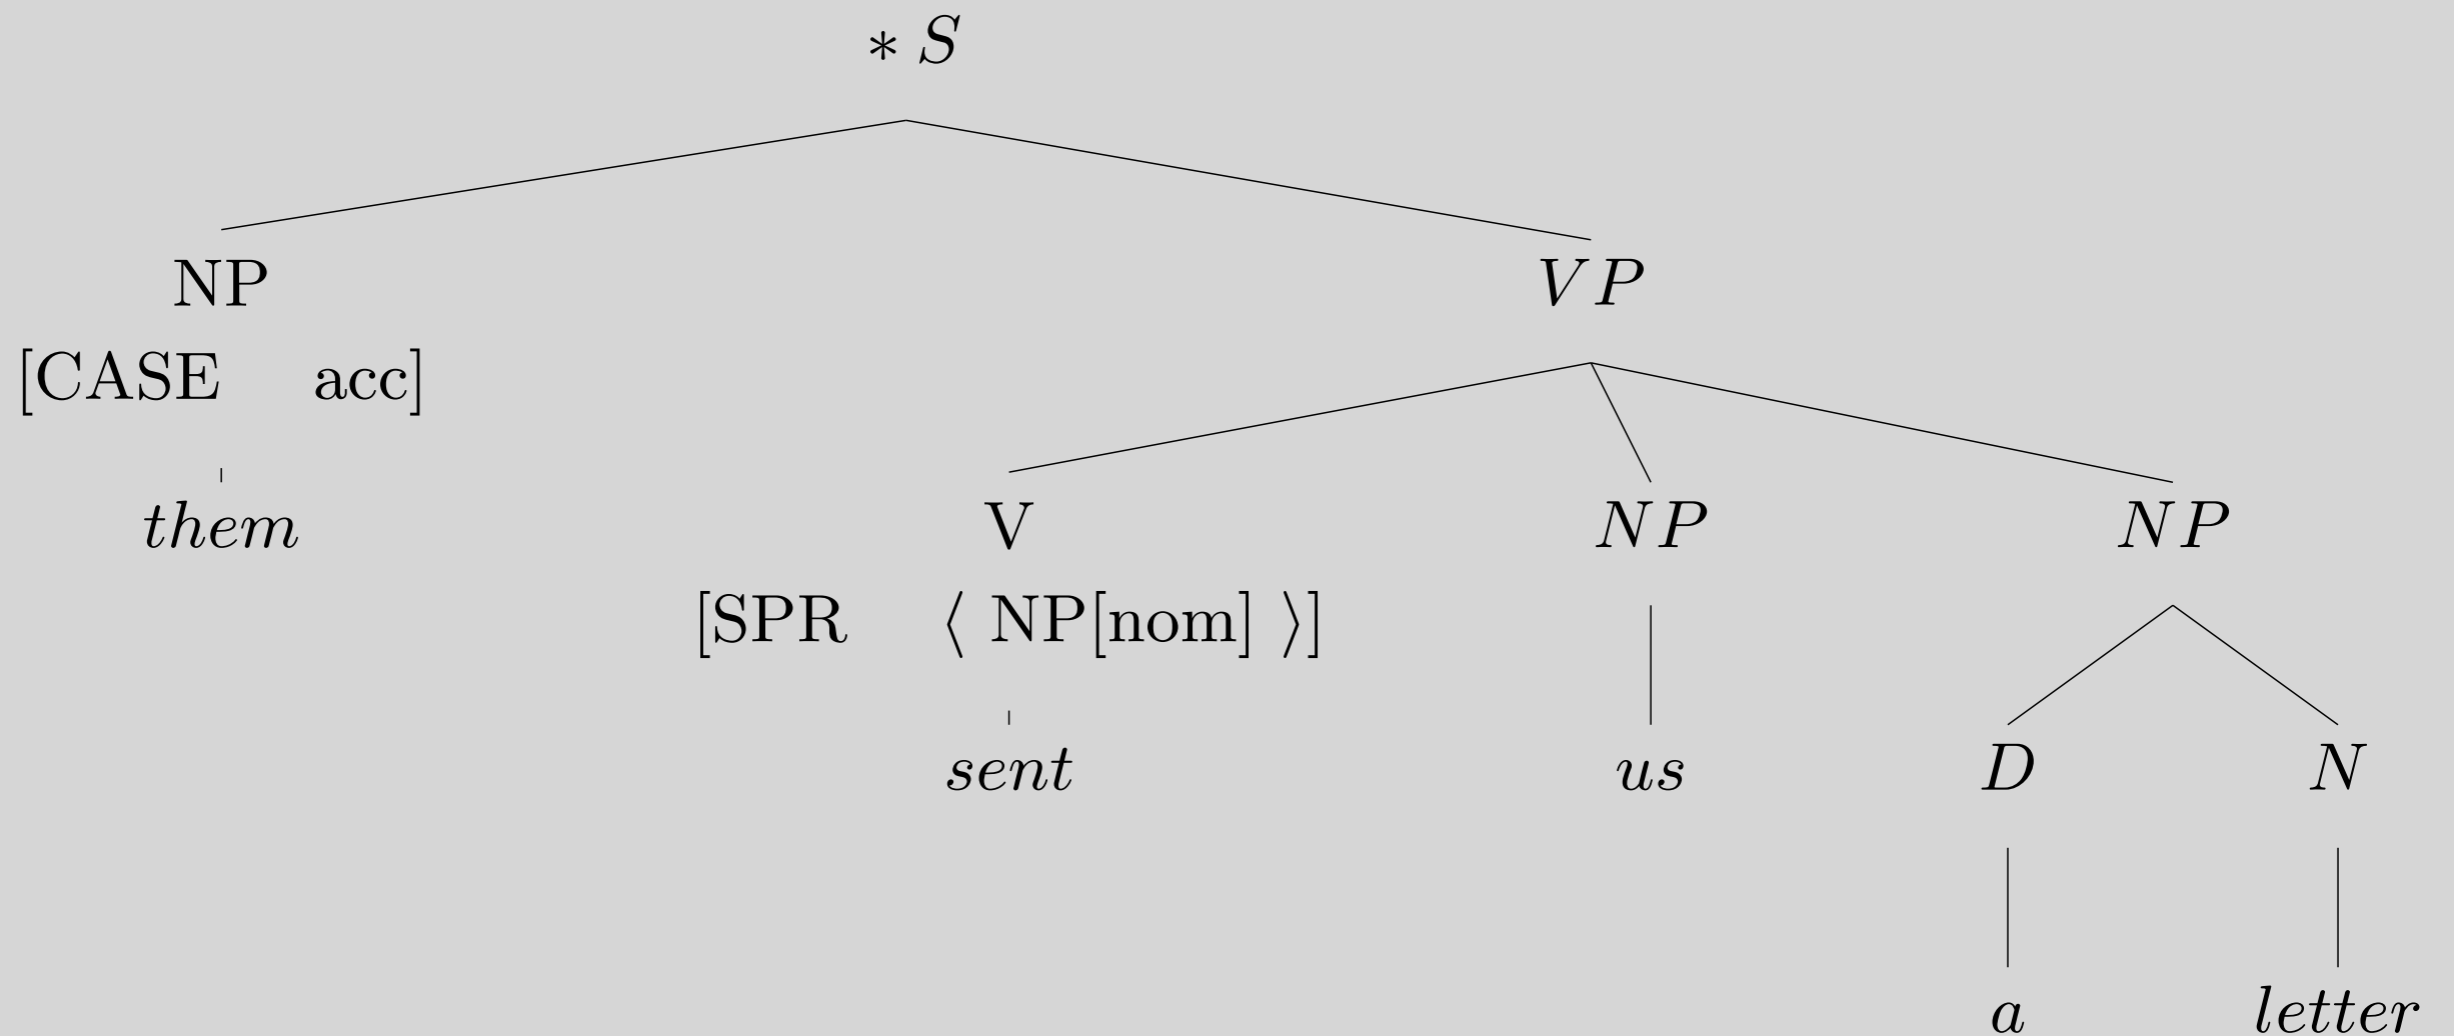 * S
NP VP
[CASE acc]
them V NP NP
[SPR ⟨ NP[nom] ⟩]
sent us D N
a letter